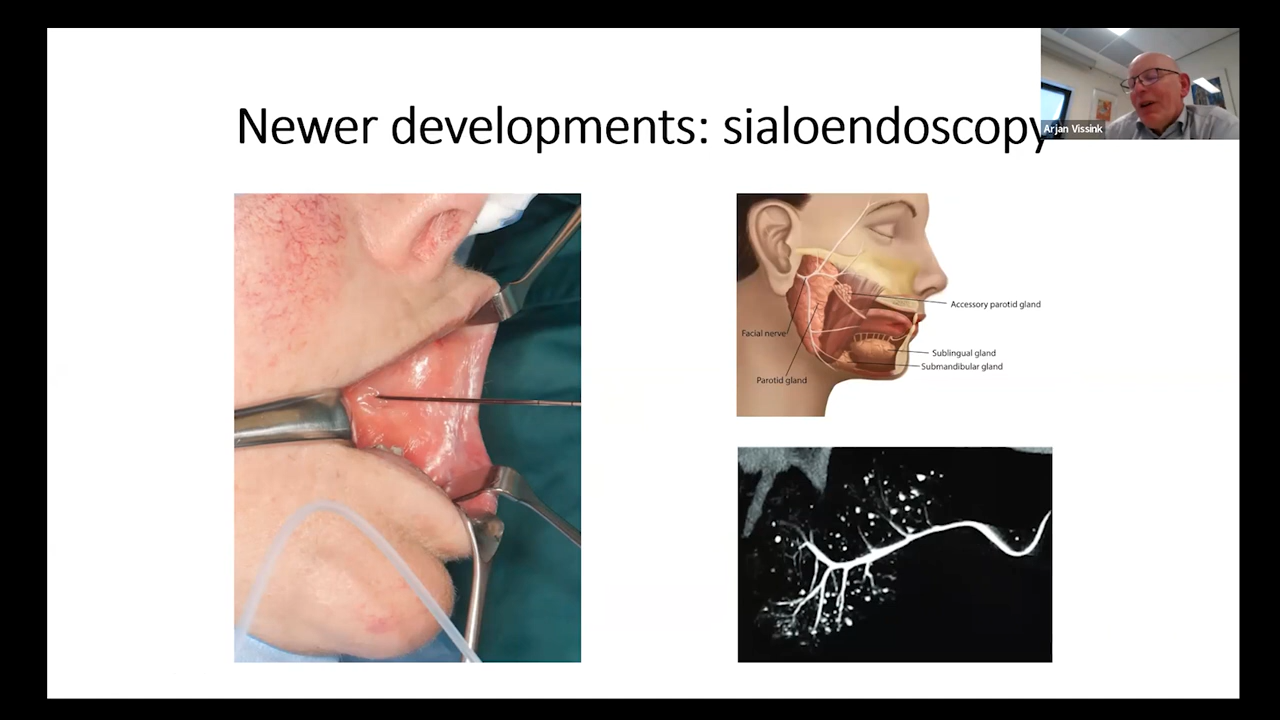 Newer developments: sialoendoscopy
Arjan Vissink
Accessory parotid gland
Facial nerve
Sublingual gland
Submandibular gland
Parotid gland